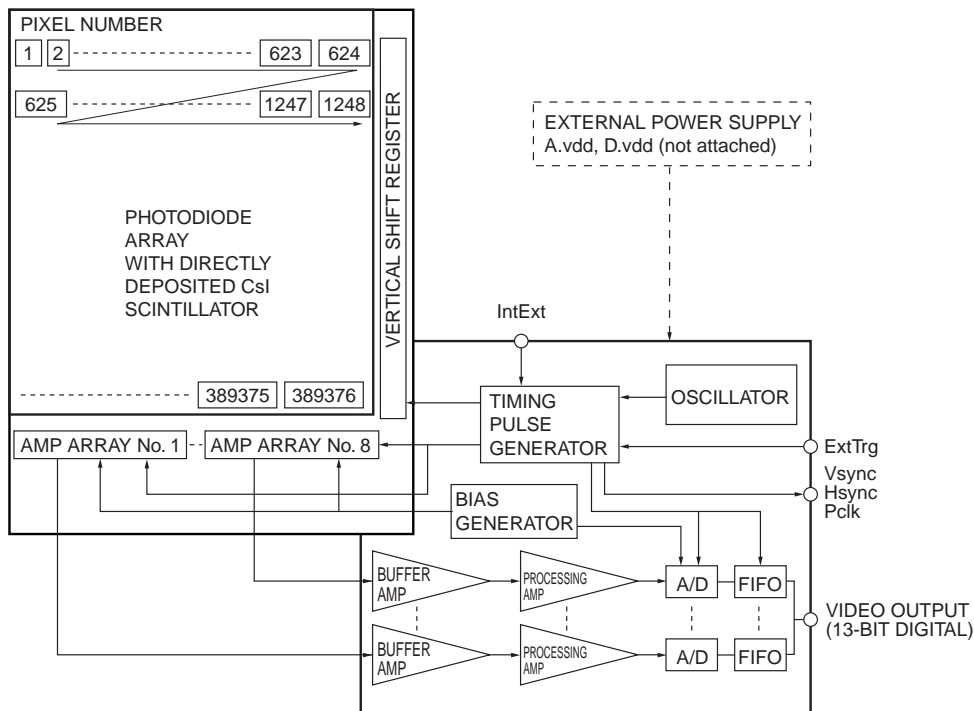 PIXEL NUMBER
1 2 623 624
625 1247 1248
PHOTODIODE
ARRAY
WITH DIRECTLY
DEPOSITED CsI
SCINTILLATOR
389375 389376
VERTICAL SHIFT REGISTER
EXTERNAL POWER SUPPLY
A.vdd, D.vdd (not attached)
IntExt
TIMING
PULSE
GENERATOR
OSCILLATOR
AMP ARRAY No. 1
AMP ARRAY No. 8
ExtTrg
Vsync
Hsync
Pclk
BIAS
GENERATOR
BUFFER
AMP
PROCESSING
AMP
A/D
FIFO
VIDEO OUTPUT
(13-BIT DIGITAL)
BUFFER
AMP
PROCESSING
AMP
A/D
FIFO